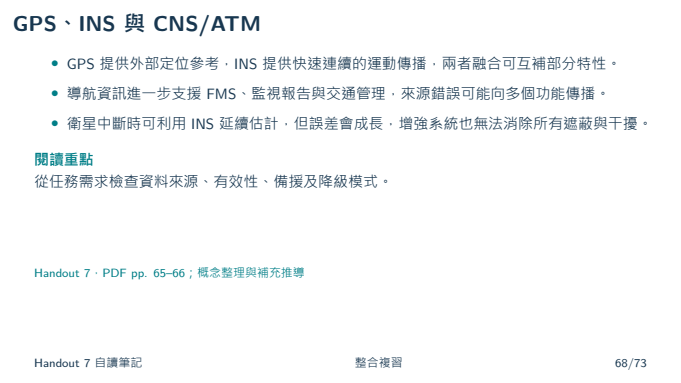 GPS、INS 與 CNS/ATM
• GPS 提供外部定位參考，INS 提供快速連續的運動傳播，兩者融合可互補部分特性。
• 導航資訊進一步支援 FMS、監視報告與交通管理，來源錯誤可能向多個功能傳播。
• 衛星中斷時可利用 INS 延續估計，但誤差會成長，增強系統也無法消除所有遮蔽與干擾。
閱讀重點
從任務需求檢查資料來源、有效性、備援及降級模式。
Handout 7 · PDF pp. 65–66；概念整理與補充推導
Handout 7 自讀筆記 整合複習 68/73